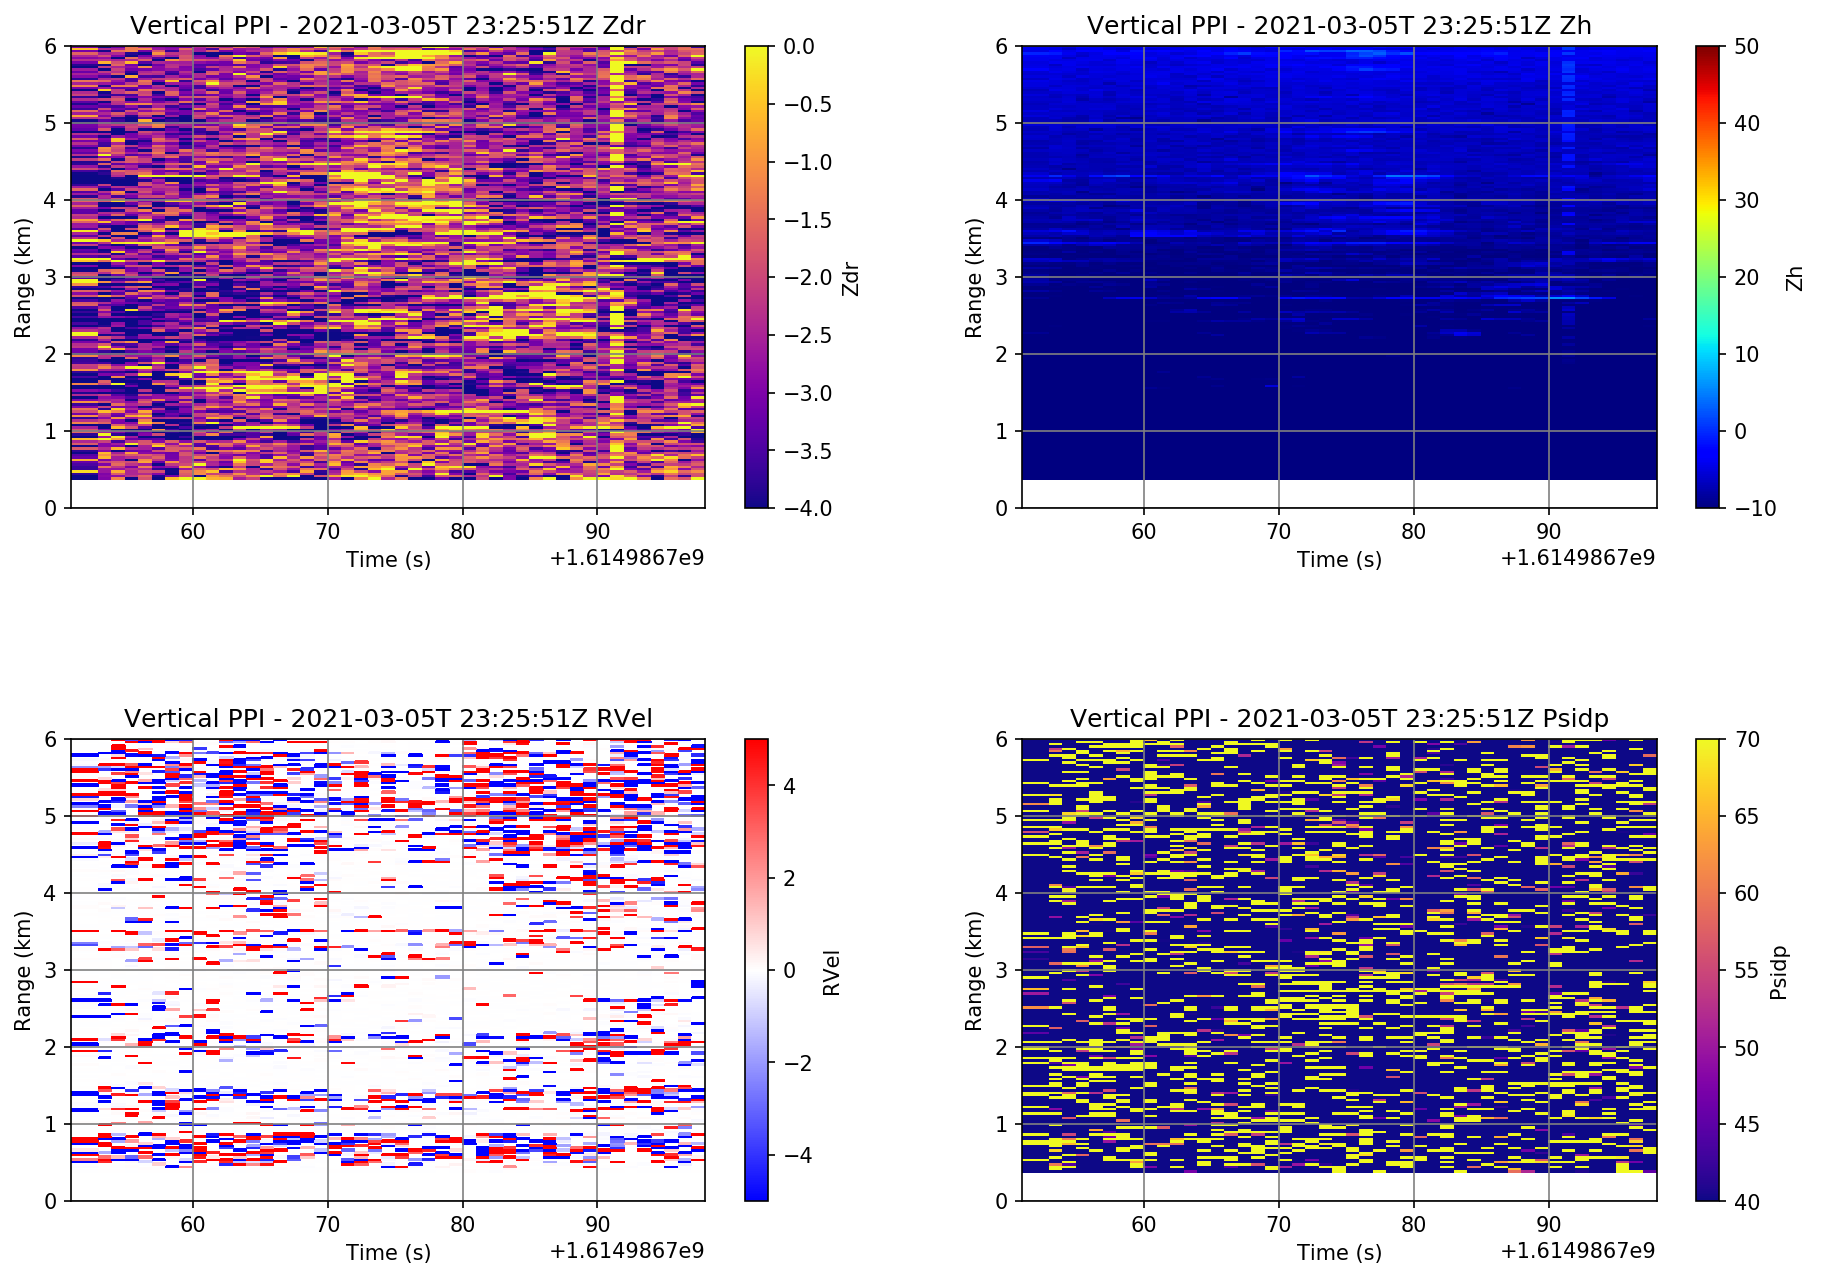 Vertical PPI - 2021-03-05T 23:25:51Z Zdr
6
5
4
3
2
1
0
Range (km)
60 70 80 90
Time (s)
+1.6149867e9
0.0
−0.5
−1.0
−1.5
−2.0
−2.5
−3.0
−3.5
−4.0
Zdr
Vertical PPI - 2021-03-05T 23:25:51Z Zh
6
5
4
3
2
1
0
Range (km)
60 70 80 90
Time (s)
+1.6149867e9
50
40
30
20
10
0
−10
Zh
Vertical PPI - 2021-03-05T 23:25:51Z RVel
6
5
4
3
2
1
0
Range (km)
60 70 80 90
Time (s)
+1.6149867e9
4
2
0
−2
−4
RVel
Vertical PPI - 2021-03-05T 23:25:51Z Psidp
6
5
4
3
2
1
0
Range (km)
60 70 80 90
Time (s)
+1.6149867e9
70
65
60
55
50
45
40
Psidp